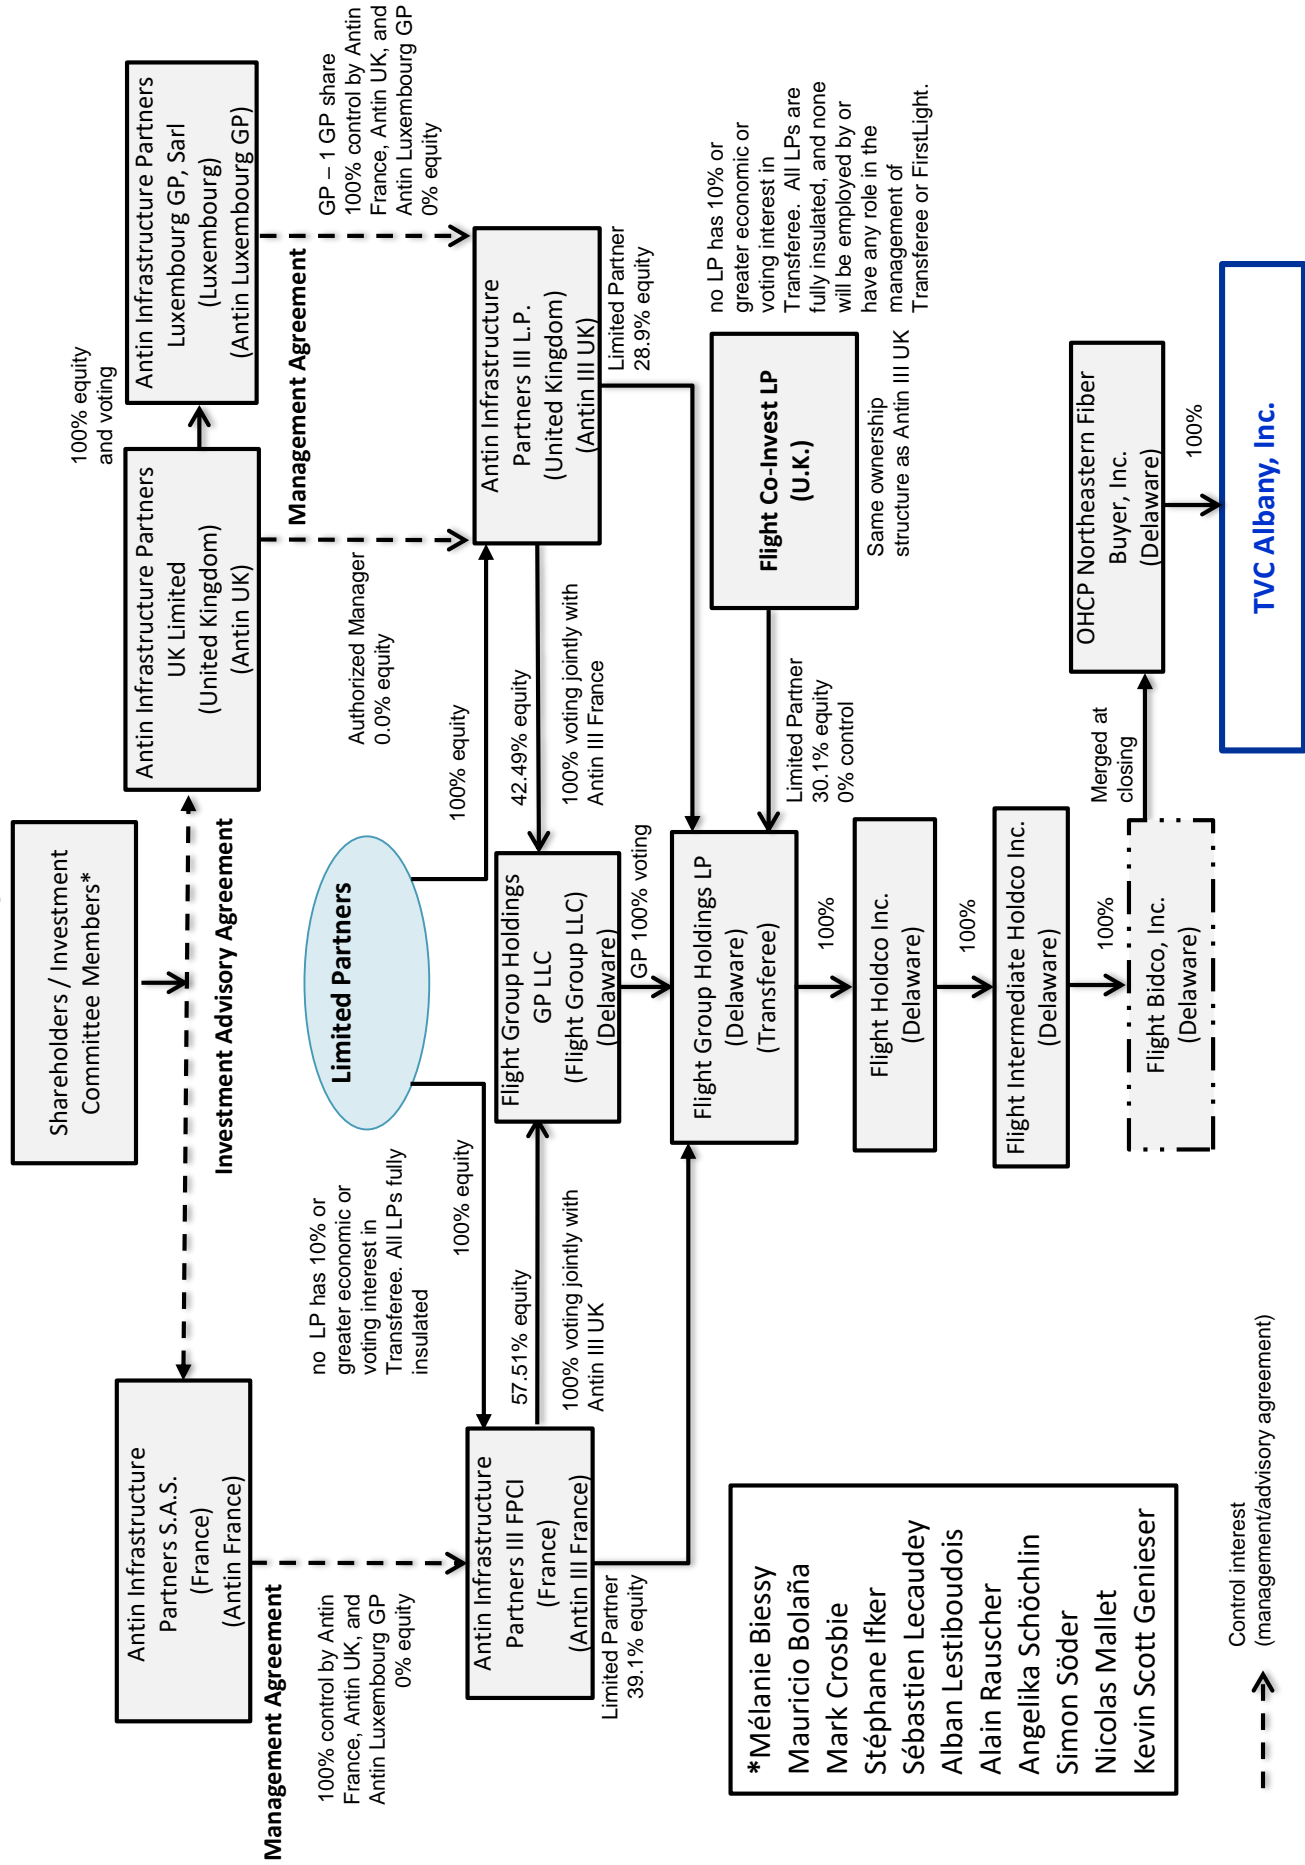 Shareholders / Investment
Committee Members*
Antin Infrastructure
Partners S.A.S.
(France)
(Antin France)
Investment Advisory Agreement
Antin Infrastructure Partners
UK Limited
(United Kingdom)
(Antin UK)
100% equity
and voting
Antin Infrastructure Partners
Luxembourg GP, Sarl
(Luxembourg)
(Antin Luxembourg GP)
Management Agreement
100% control by Antin
France, Antin UK, and
Antin Luxembourg GP
0% equity
no LP has 10% or
greater economic or
voting interest in
Transferee. All LPs fully
insulated
Limited Partners
Authorized Manager
0.0% equity
Management Agreement
GP – 1 GP share
100% control by Antin
France, Antin UK, and
Antin Luxembourg GP
0% equity
100% equity
100% equity
Antin Infrastructure
Partners III FPCI
(France)
(Antin III France)
57.51% equity
100% voting jointly with
Antin III UK
Flight Group Holdings
GP LLC
(Flight Group LLC)
(Delaware)
42.49% equity
100% voting jointly with
Antin III France
Antin Infrastructure
Partners III L.P.
(United Kingdom)
(Antin III UK)
Limited Partner
39.1% equity
GP 100% voting
Limited Partner
28.9% equity
Flight Group Holdings LP
(Delaware)
(Transferee)
Limited Partner
30.1% equity
0% control
Flight Co-Invest LP
(U.K.)
Same ownership
structure as Antin III UK
no LP has 10% or
greater economic or
voting interest in
Transferee. All LPs are
fully insulated, and none
will be employed by or
have any role in the
management of
Transferee or FirstLight.
100%
Flight Holdco Inc.
(Delaware)
100%
Flight Intermediate Holdco Inc.
(Delaware)
100%
Flight Bidco, Inc.
(Delaware)
Merged at
closing
OHCP Northeastern Fiber
Buyer, Inc.
(Delaware)
100%
TVC Albany, Inc.
*Mélanie Biessy
Mauricio Bolaña
Mark Crosbie
Stéphane Ifker
Sébastien Lecaudey
Alban Lestiboudois
Alain Rauscher
Angelika Schöchlin
Simon Söder
Nicolas Mallet
Kevin Scott Genieser
Control interest
(management/advisory agreement)